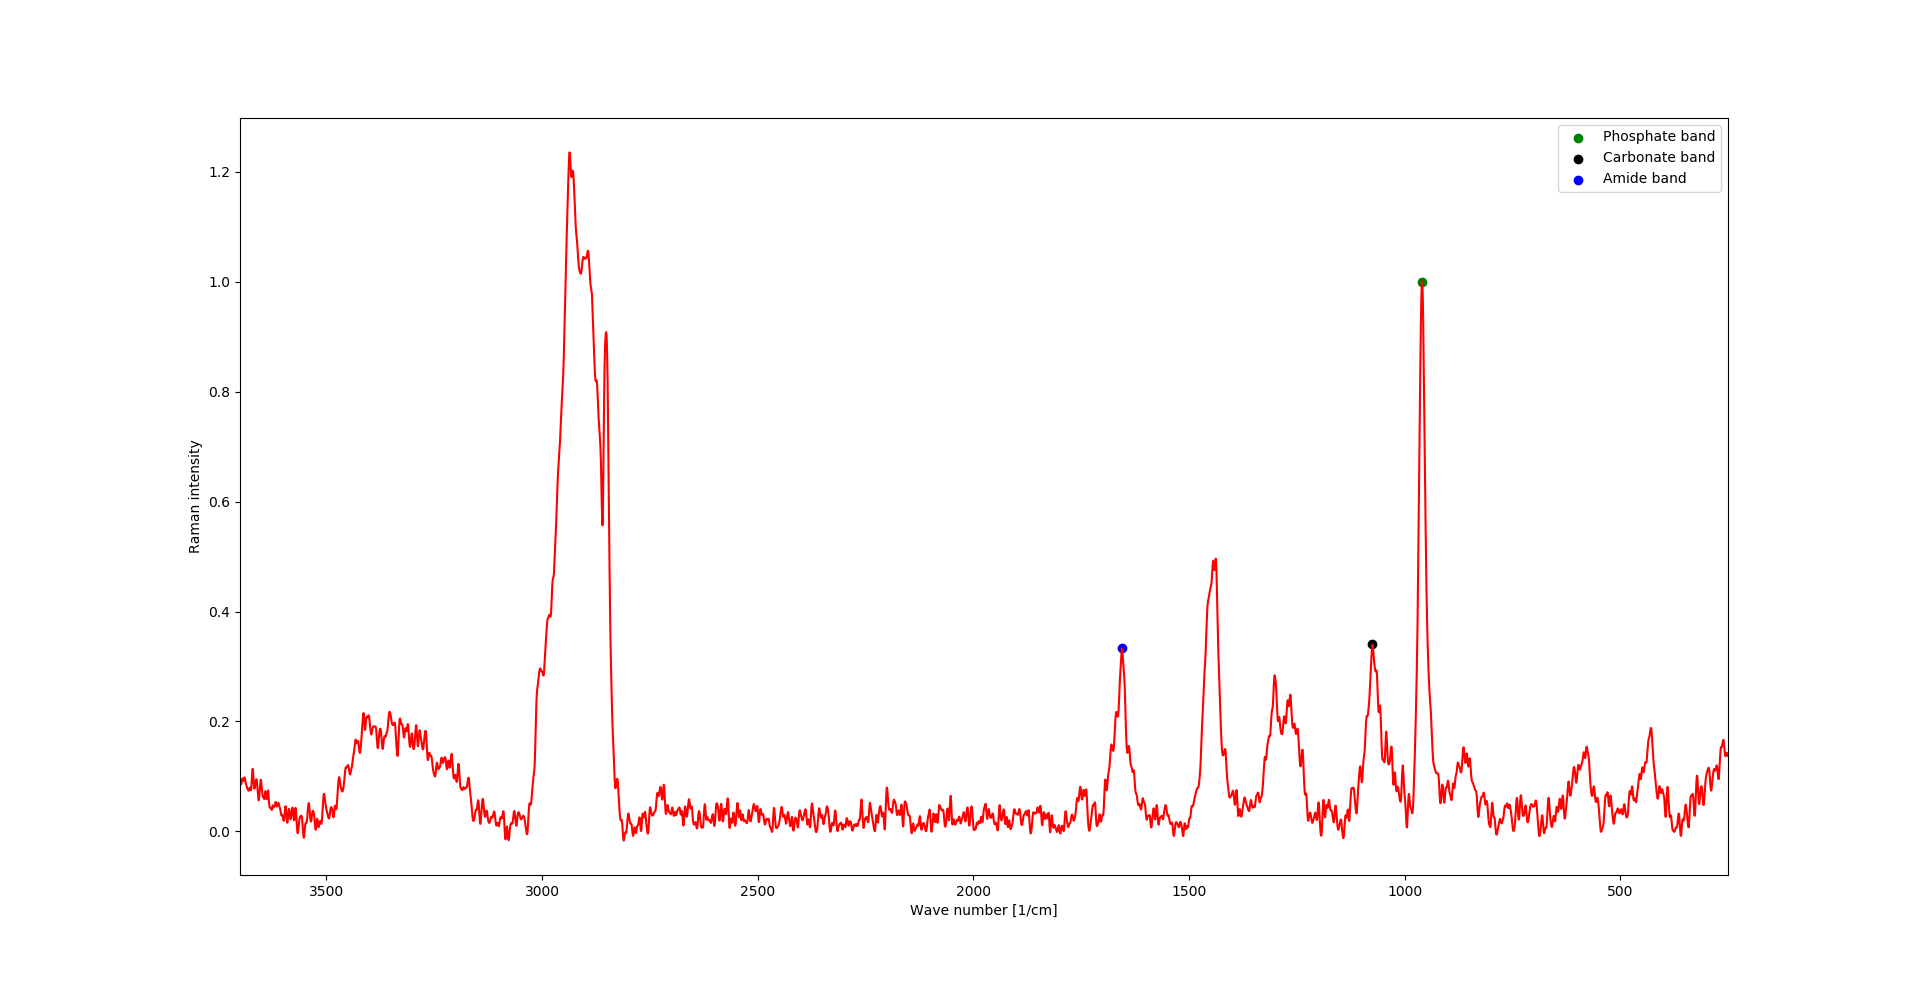 Phosphate band
Carbonate band
Amide band
1.2
1.0
0.8
0.6
0.4
0.2
0.0
Raman intensity
3500 3000 2500 2000 1500 1000 500
Wave number [1/cm]